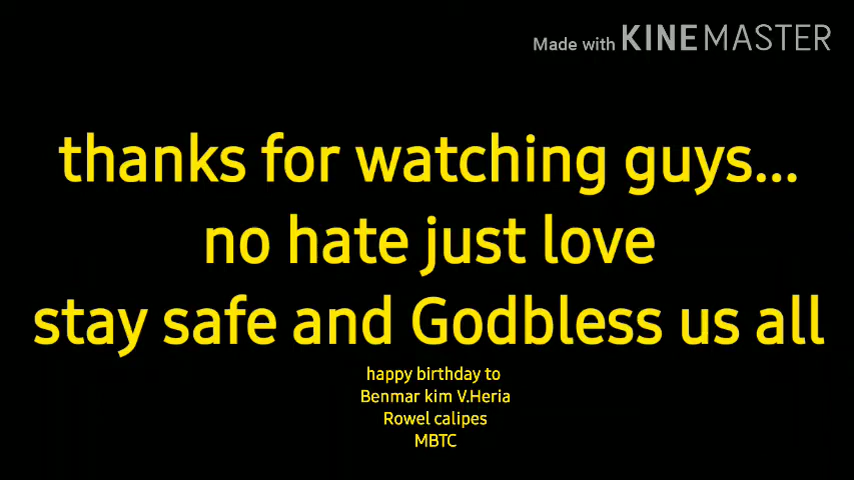 Made with KINEMASTER
thanks for watching guys...
no hate just love
stay safe and Godbless us all
happy birthday to
Benmar kim V.Heria
Rowel calipes
MBTC